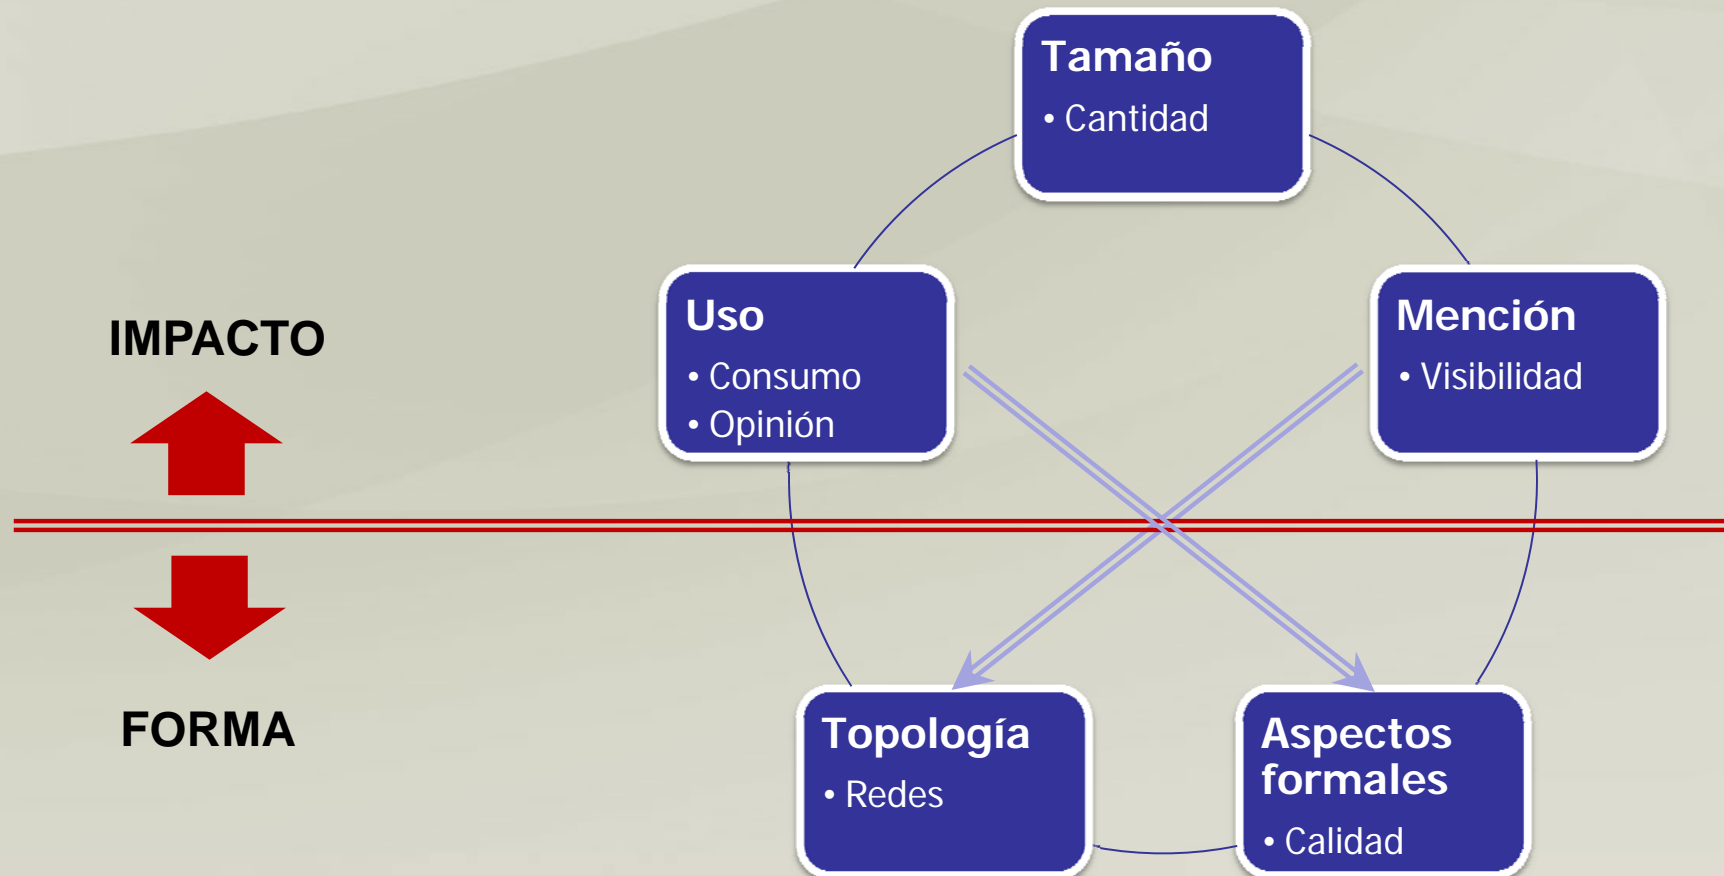 Tamaño
• Cantidad
Uso
• Consumo
• Opinión
Mención
• Visibilidad
IMPACTO
FORMA
Topología
• Redes
Aspectos
formales
• Calidad